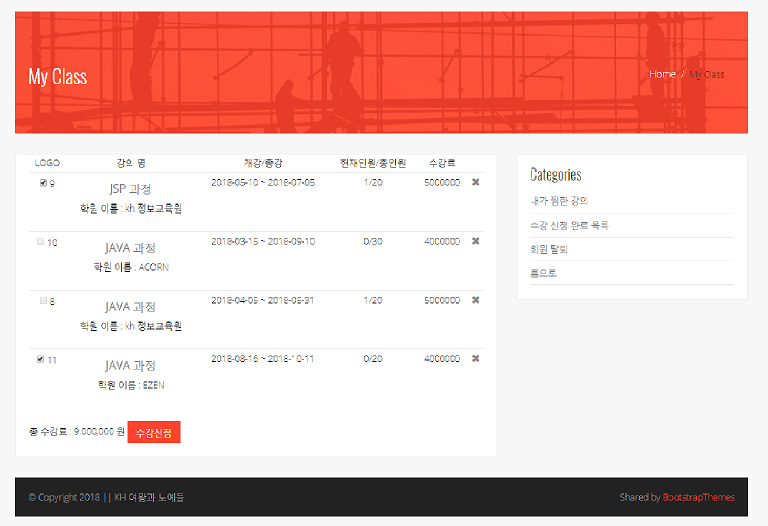 My Class
Home / My Class
LOGO 강의 명 개강/종강 현재인원/총인원 수강료
9 JSP 과정 2018-05-10 ~ 2018-07-05 1/20 5000000 ✖
학원 이름 : kh 정보교육원
10 JAVA 과정 2018-03-15 ~ 2018-09-10 0/30 4000000 ✖
학원 이름 : ACORN
8 JAVA 과정 2018-04-05 ~ 2018-05-31 1/20 5000000 ✖
학원 이름 : kh 정보교육원
11 JAVA 과정 2018-08-16 ~ 2018-10-11 0/20 4000000 ✖
학원 이름 : EZEN
총 수강료 : 9,000,000 원 수강신청
Categories
내가 찜한 강의
수강 신청 완료 목록
회원 탈퇴
홈으로
© Copyright 2018 || KH 여왕과 노예들
Shared by BootstrapThemes